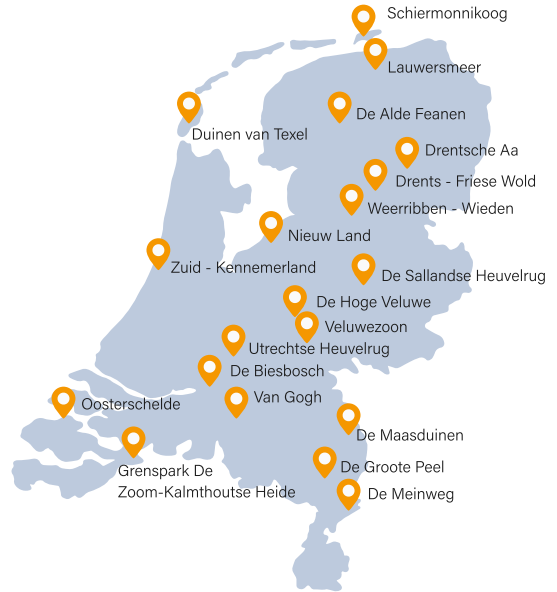 Schiermonnikoog
Lauwersmeer
De Alde Feanen
Duinen van Texel
Drentsche Aa
Drents - Friese Wold
Weerribben - Wieden
Nieuw Land
Zuid - Kennemerland
De Sallandse Heuvelrug
De Hoge Veluwe
Veluwezoon
Utrechtse Heuvelrug
De Biesbosch
Van Gogh
Oosterschelde
De Maasduinen
De Groote Peel
Grenspark De
Zoom-Kalmthoutse Heide
De Meinweg